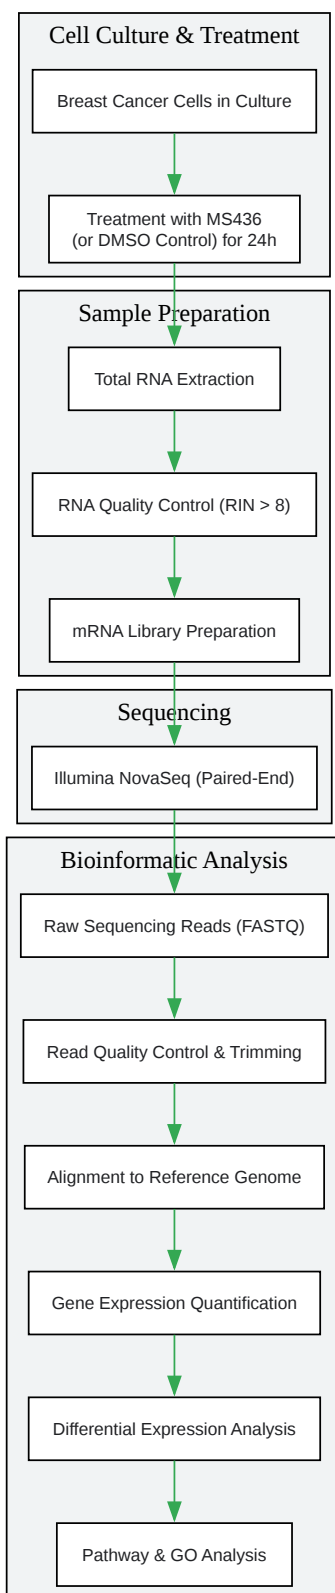 Cell Culture & Treatment
Breast Cancer Cells in Culture
Treatment with MS436
(or DMSO Control) for 24h
Sample Preparation
Total RNA Extraction
RNA Quality Control (RIN > 8)
mRNA Library Preparation
Sequencing
Illumina NovaSeq (Paired-End)
Bioinformatic Analysis
Raw Sequencing Reads (FASTQ)
Read Quality Control & Trimming
Alignment to Reference Genome
Gene Expression Quantification
Differential Expression Analysis
Pathway & GO Analysis